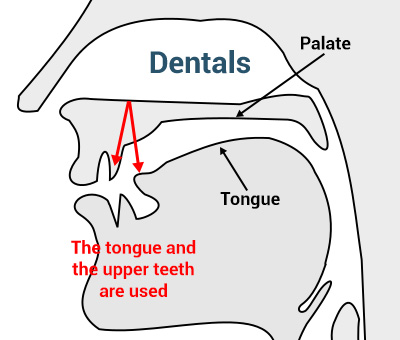 Palate
Dentals
Tongue
The tongue and
the upper teeth
are used